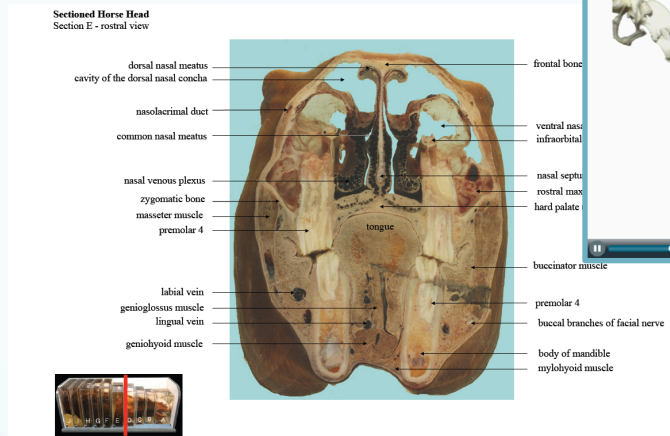 Sectioned Horse Head
Section E - rostral view
dorsal nasal meatus
cavity of the dorsal nasal concha
nasolacrimal duct
common nasal meatus
nasal venous plexus
zygomatic bone
masseter muscle
premolar 4
labial vein
genioglossus muscle
lingual vein
geniohyoid muscle
tongue
frontal bone
ventral
infraorbital
nasal
rostral
hard palate
buccinator muscle
premolar 4
buccal branches of facial nerve
body of mandible
mylohyoid muscle
H G F E D C B